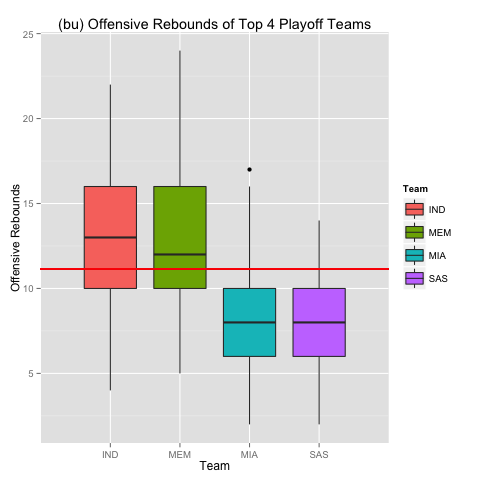 (bu) Offensive Rebounds of Top 4 Playoff Teams
25
20
15
10
5
Offensive Rebounds
IND MEM MIA SAS
Team
Team
IND
MEM
MIA
SAS